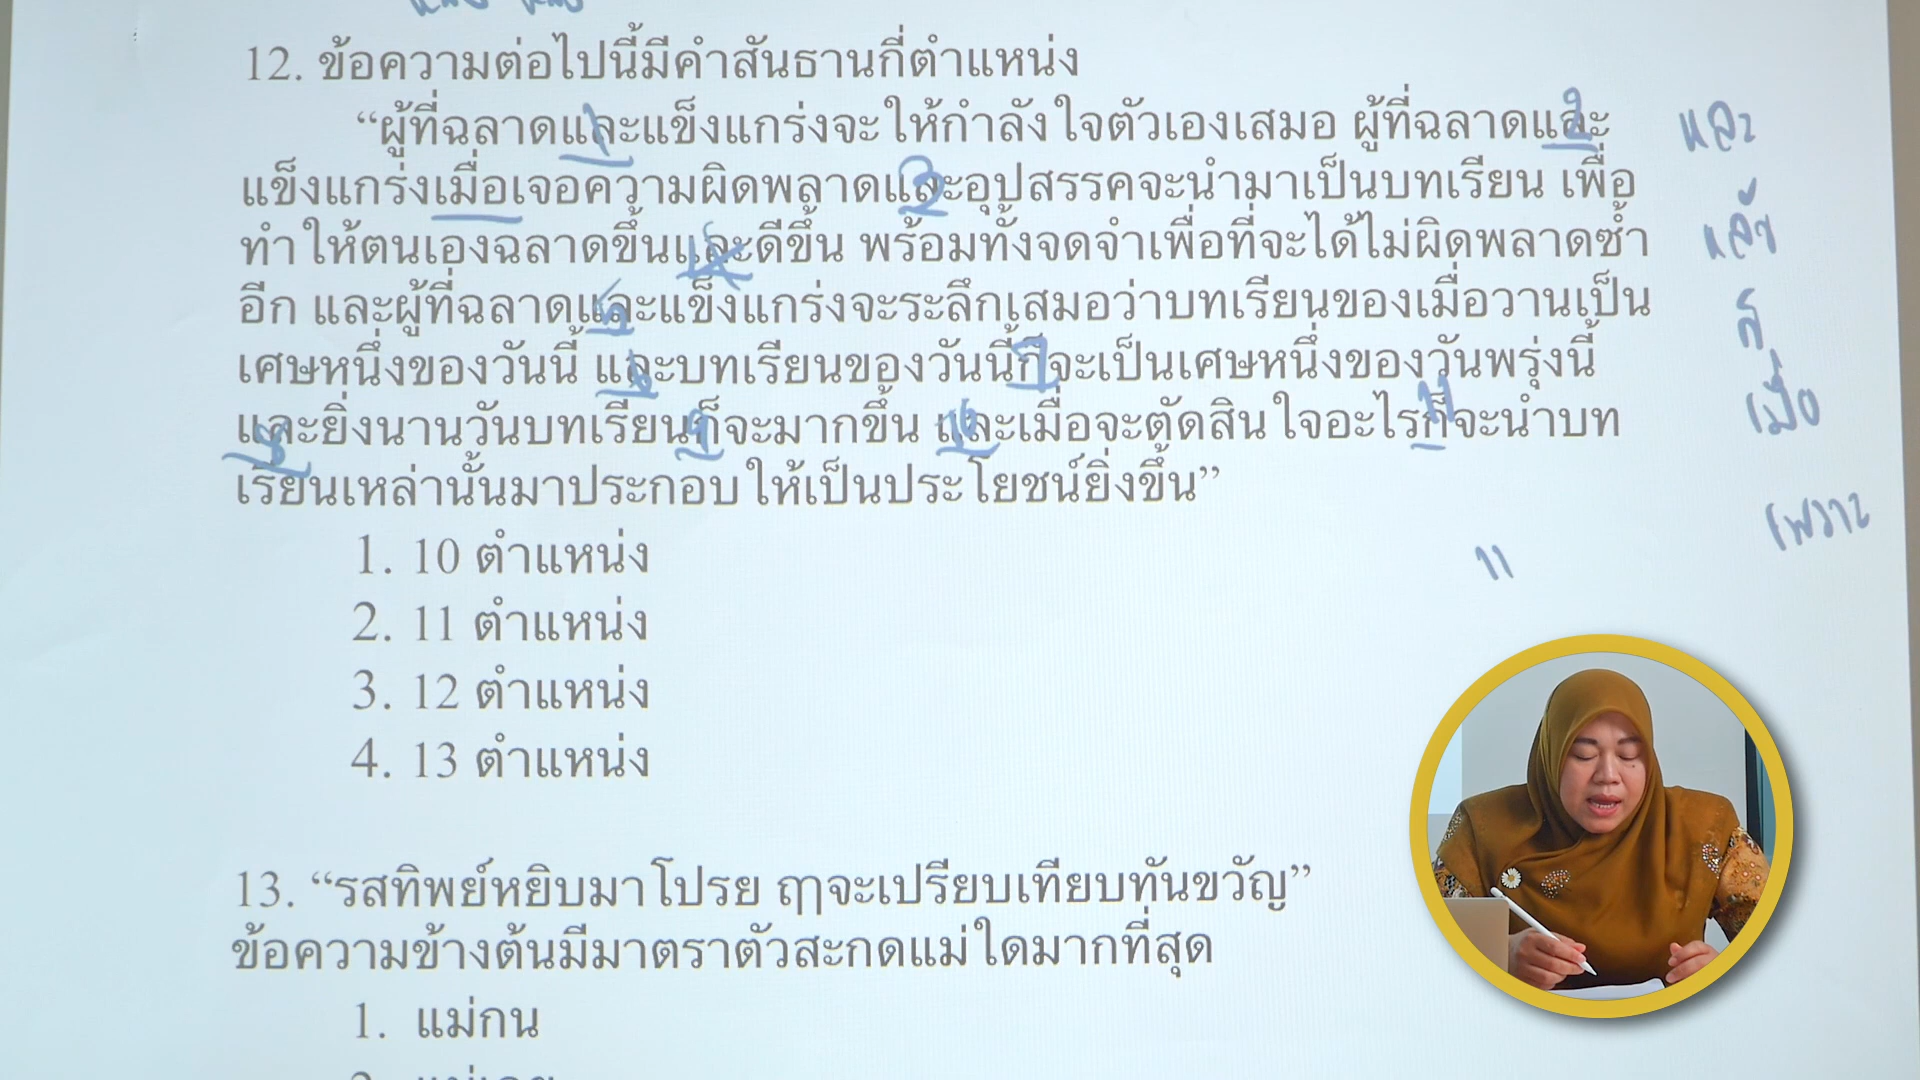 12. ข้อความต่อไปนี้มีคำสันธานกี่ตำแหน่ง
“ผู้ที่ฉลาดและแข็งแกร่งจะให้กำลังใจตัวเองเสมอ ผู้ที่ฉลาดและ
แข็งแกร่งเมื่อเจอความผิดพลาดและอุปสรรคจะนำมาเป็นบทเรียน เพื่อ
ทำให้ตนเองฉลาดขึ้นและดีขึ้น พร้อมทั้งจดจำเพื่อที่จะได้ไม่ผิดพลาดซ้ำ
อีก และผู้ที่ฉลาดและแข็งแกร่งจะระลึกเสมอว่าบทเรียนของเมื่อวานเป็น
เศษหนึ่งของวันนี้ และบทเรียนของวันนี้ก็จะเป็นเศษหนึ่งของวันพรุ่งนี้
และยิ่งนานวันบทเรียนก็จะมากขึ้น และเมื่อจะตัดสินใจอะไรก็จะนำบท
เรียนเหล่านั้นมาประกอบให้เป็นประโยชน์ยิ่งขึ้น”
และ
แล้ว
ก็
เมื่อ
เพราะ
11
1. 10 ตำแหน่ง
2. 11 ตำแหน่ง
3. 12 ตำแหน่ง
4. 13 ตำแหน่ง
13. “รสทิพย์หยิบมาโปรย ฤๅจะเปรียบเทียบทันขวัญ”
ข้อความข้างต้นมีมาตราตัวสะกดแม่ใดมากที่สุด
1. แม่กน